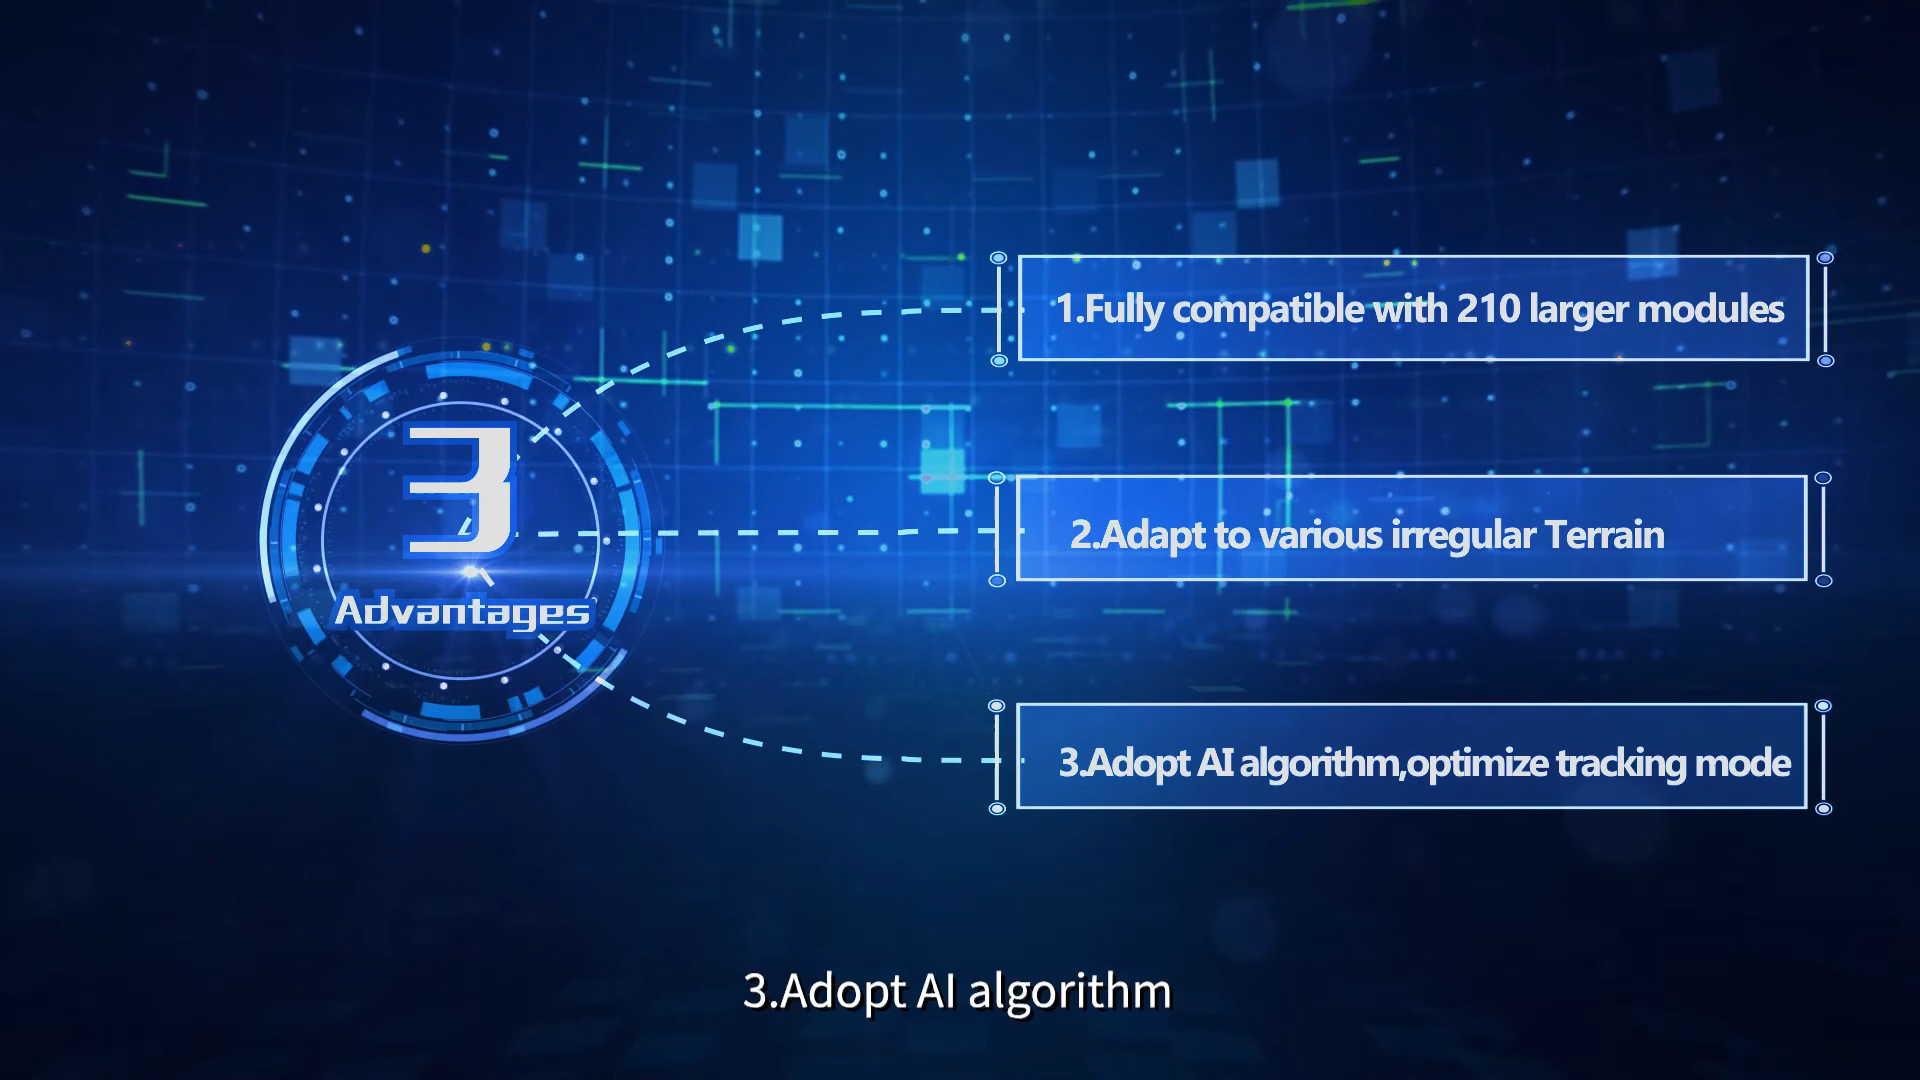 3
Advantages
1.Fully compatible with 210 larger modules
2.Adapt to various irregular Terrain
3.Adopt AI algorithm,optimize tracking mode
3.Adopt AI algorithm